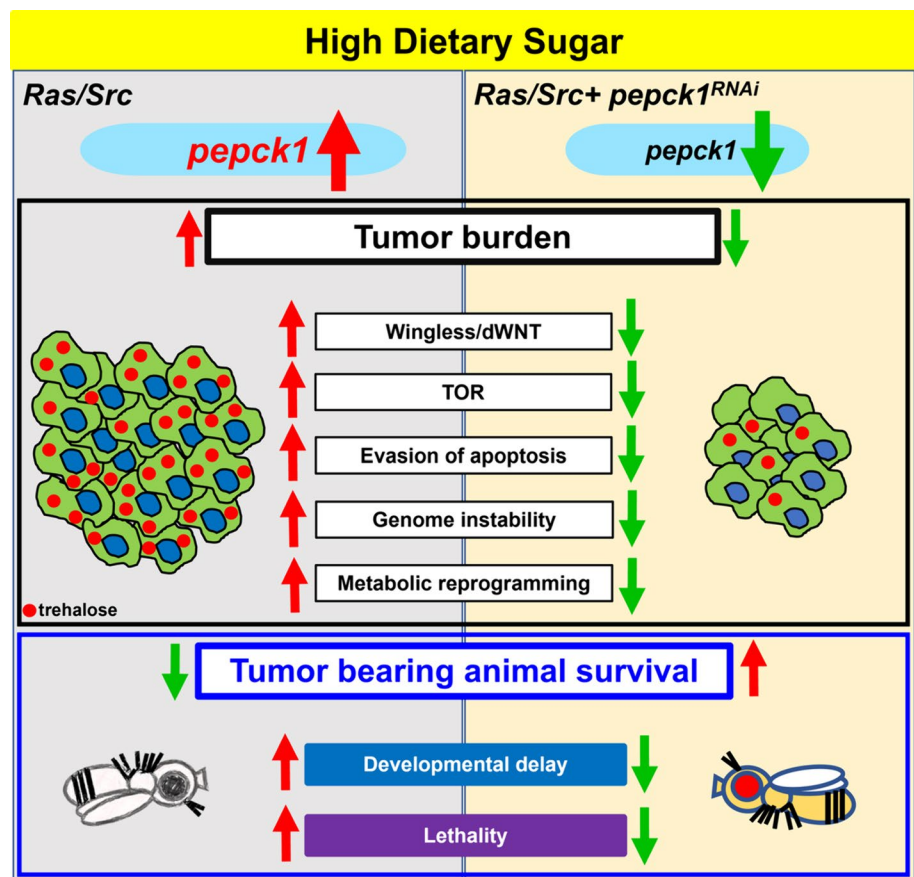 High Dietary Sugar
Ras/Src
Ras/Src+ pepck1RNAi
pepck1
pepck1
Tumor burden
Wingless/dWNT
TOR
Evasion of apoptosis
Genome instability
Metabolic reprogramming
trehalose
Tumor bearing animal survival
Developmental delay
Lethality